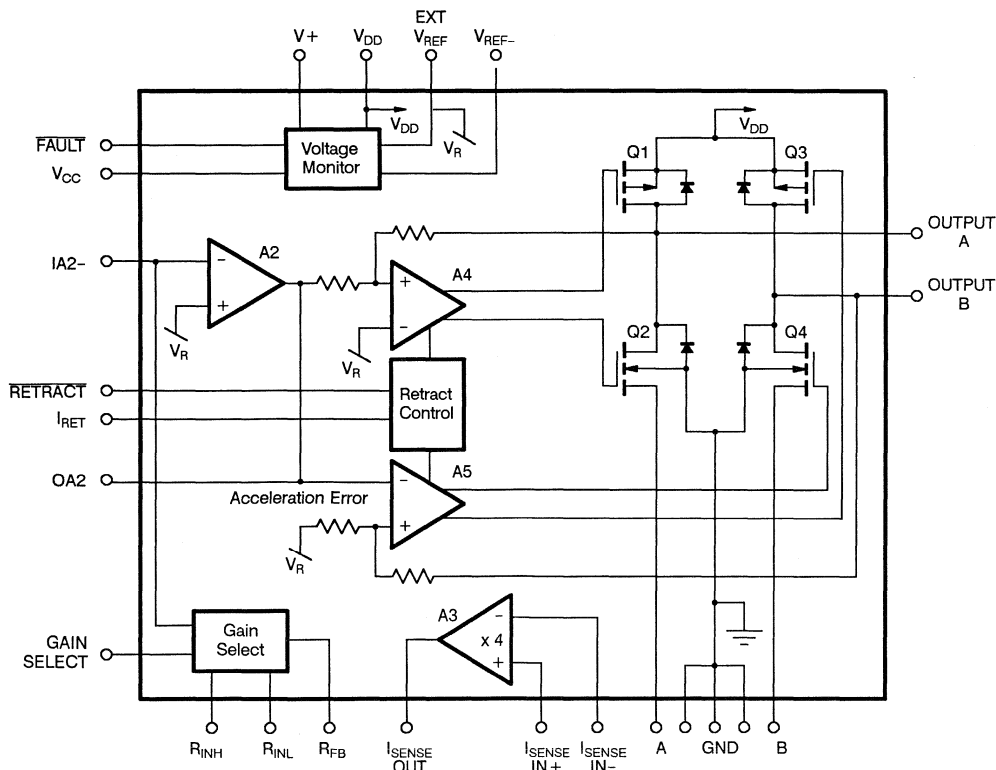 EXT
V+ VDD VREF VREF-
VDD
VR
FAULT
VCC
Voltage
Monitor
VDD
Q1 Q3
OUTPUT
A
IA2-
- A2
+
VR
+ A4
-
VR
OUTPUT
B
Q2 Q4
RETRACT
IRET
Retract
Control
OA2
- A5
+
Acceleration Error
VR
GAIN
SELECT
Gain
Select
A3 -
x 4
+
RINH RINL RFB
ISENSE
OUT
ISENSE
IN+
ISENSE
IN-
A GND B